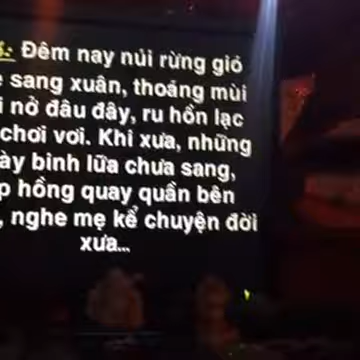 Đêm nay núi rừng gió
sang xuân, thoáng mùi
nở đâu đây, ru hồn lạc
chơi vơi. Khi xưa, những
binh lửa chưa sang,
hồng quay quần bên
nghe mẹ kể chuyện đời
xưa...